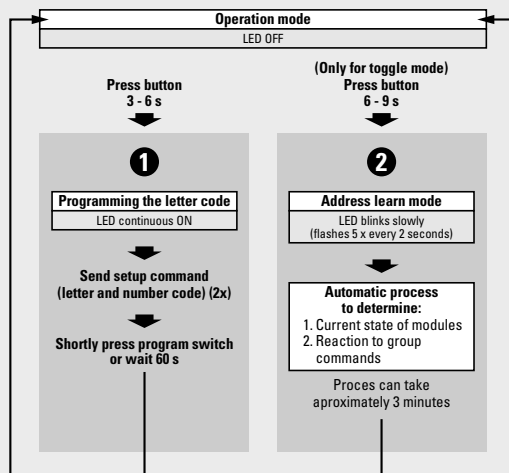 Operation mode
LED OFF
Press button
3 - 6 s
(Only for toggle mode)
Press button
6 - 9 s
1
Programming the letter code
LED continuous ON
Send setup command
(letter and number code) (2x)
Shortly press program switch
or wait 60 s
2
Address learn mode
LED blinks slowly
(flashes 5 x every 2 seconds)
Automatic process
to determine:
1. Current state of modules
2. Reaction to group
commands
Proces can take
aproximately 3 minutes